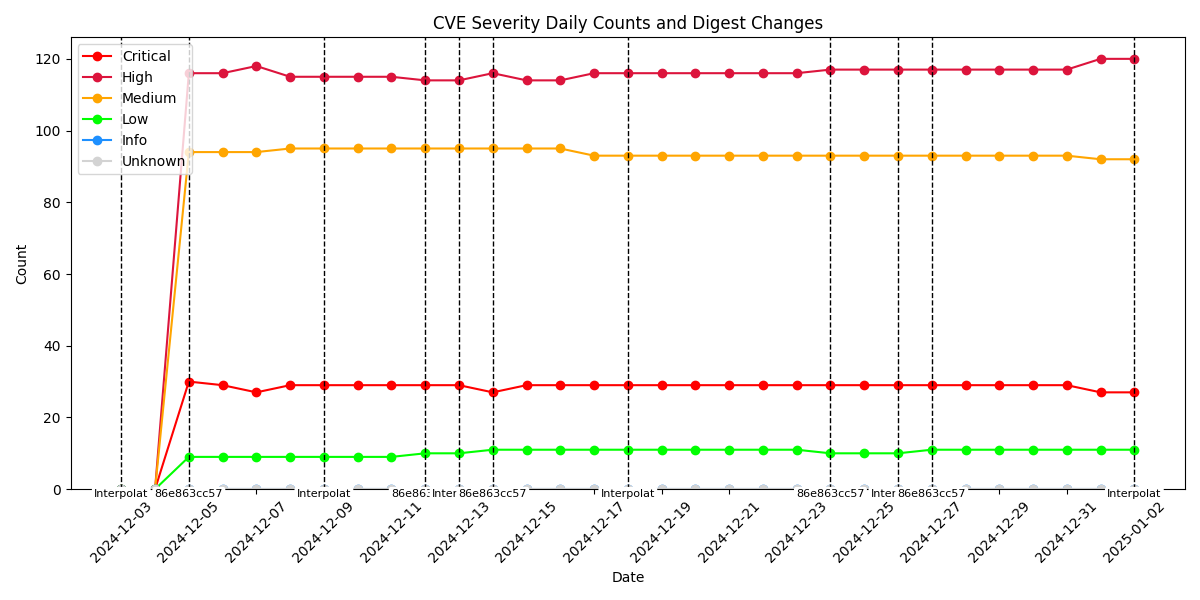 CVE Severity Daily Counts and Digest Changes
Critical
High
Medium
Low
Info
Unknown
Count
120
100
80
60
40
20
0
Interpolat 86e863cc57 Interpolat 86e86 Inter 86e863cc57 Interpolat 86e863cc57 Inter 86e863cc57 Interpolat
2024-12-03 2024-12-05 2024-12-07 2024-12-09 2024-12-11 2024-12-13 2024-12-15 2024-12-17 2024-12-19 2024-12-21 2024-12-23 2024-12-25 2024-12-27 2024-12-29 2024-12-31 2025-01-02
Date